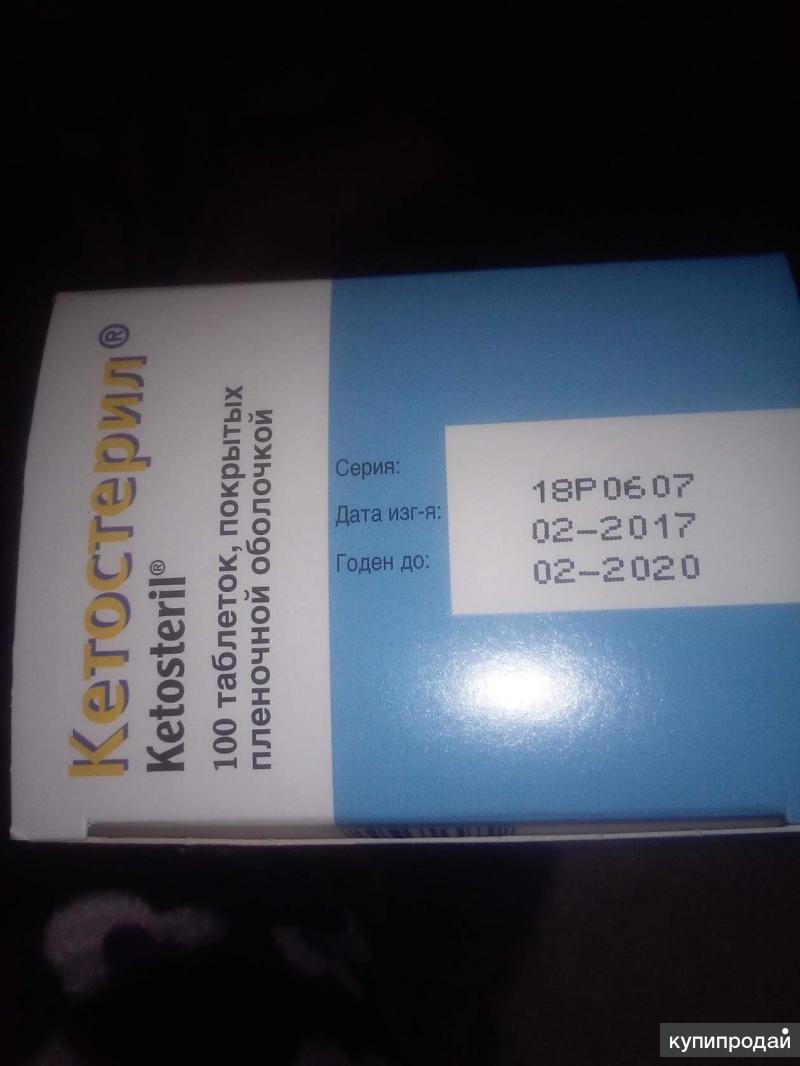 Кетостерил®
Ketosteril®
100 таблеток, покрытых
пленочной оболочкой
Серия:
18P0607
Дата изг-я:
02-2017
Годен до:
02-2020
купипродай